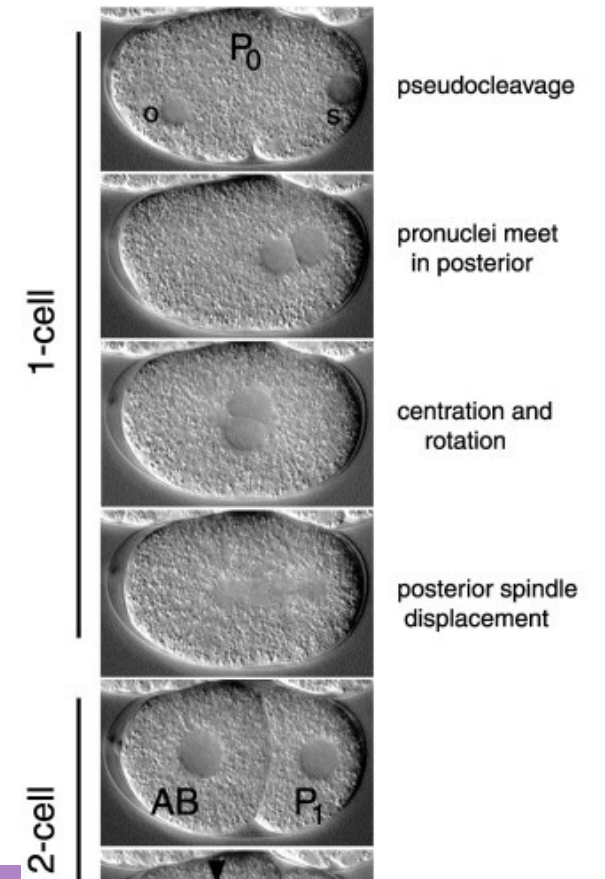 1-cell
P0
o
s
pseudocleavage
pronuclei meet
in posterior
centration and
rotation
posterior spindle
displacement
2-cell
AB
P1